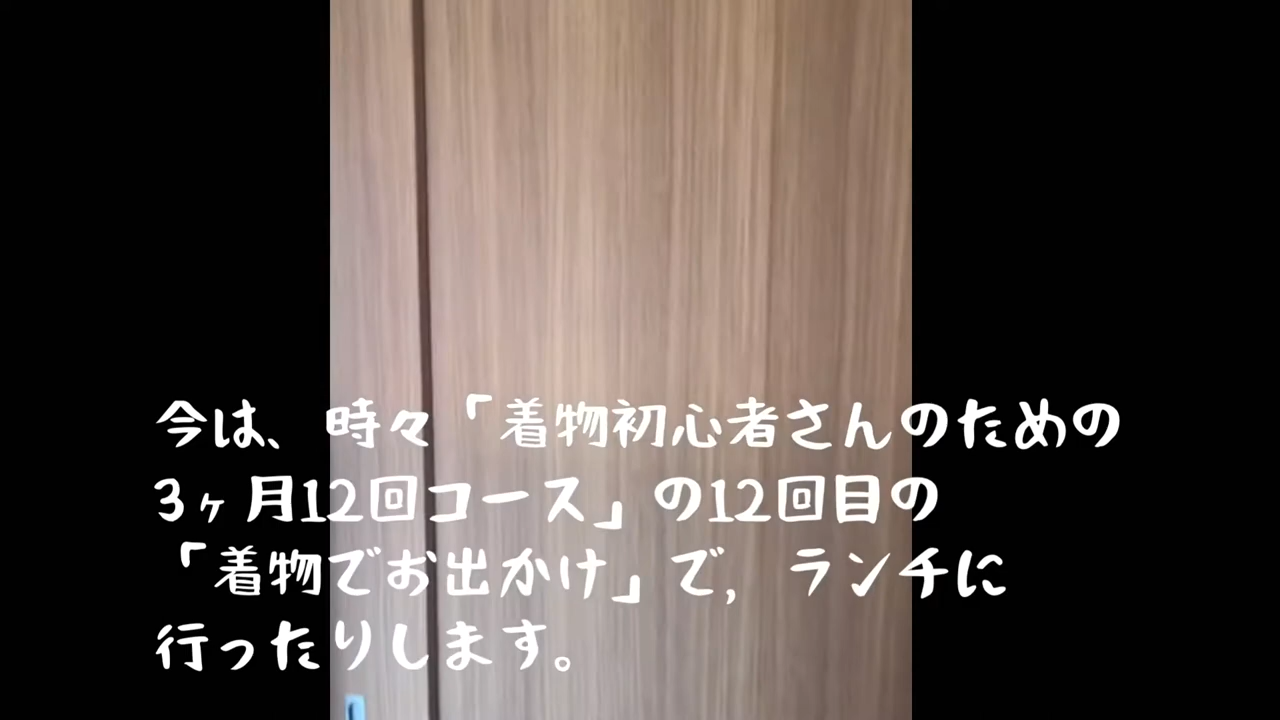 今は、時々「着物初心者さんのための
3ヶ月12回コース」の12回目の
「着物でお出かけ」で, ランチに
行ったりします。